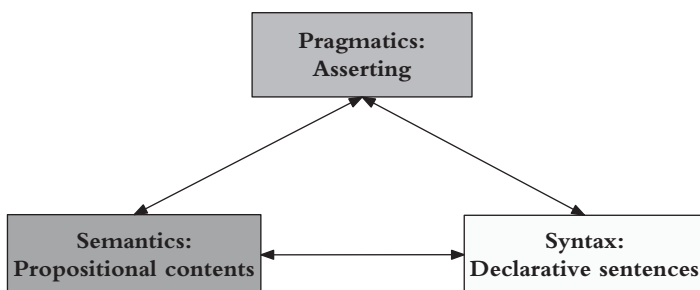 Pragmatics:
Asserting
Semantics:
Propositional contents
Syntax:
Declarative sentences